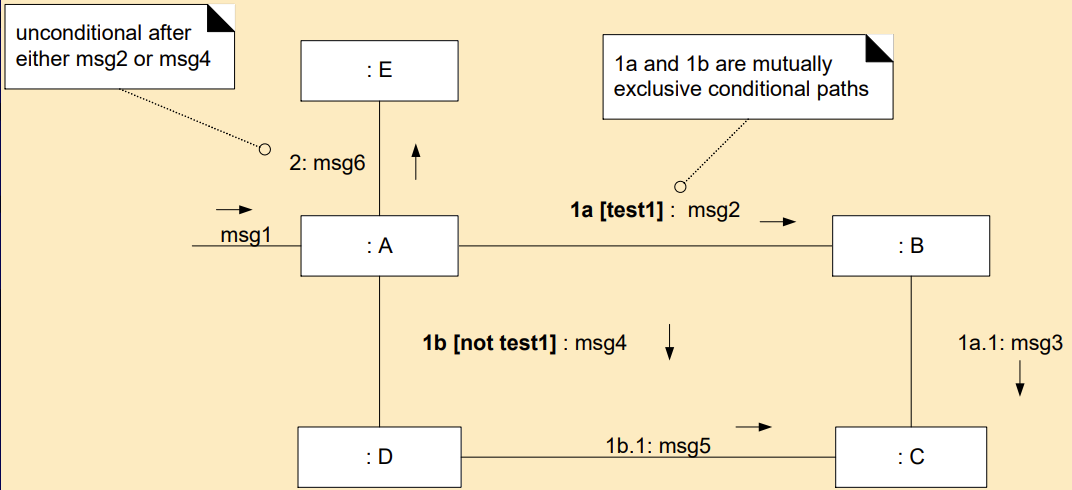 unconditional after
either msg2 or msg4
: E
1a and 1b are mutually
exclusive conditional paths
2: msg6
1a [test1] : msg2
msg1
: A
: B
1b [not test1] : msg4
1a.1: msg3
: D
1b.1: msg5
: C